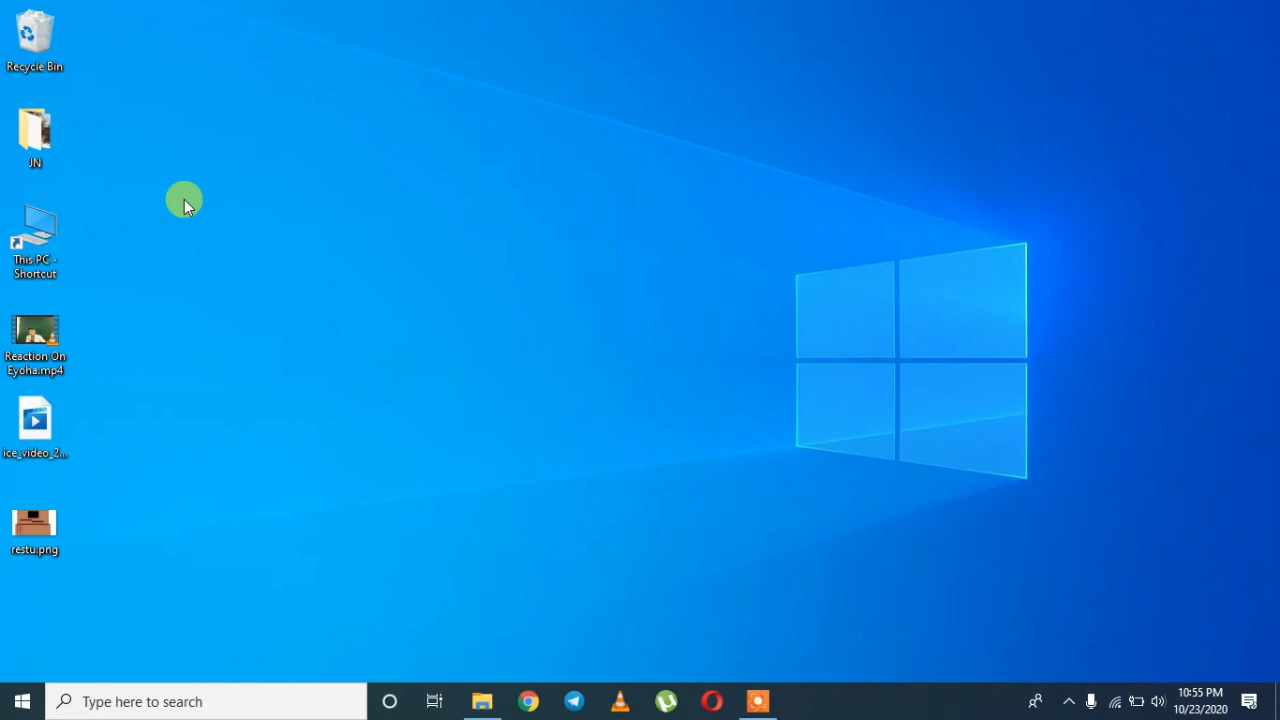 Recycle Bin
JN
This PC -
Shortcut
Reaction On
Eyoha.mp4
ice_video_2...
restu.png
Type here to search
10:55 PM
10/23/2020